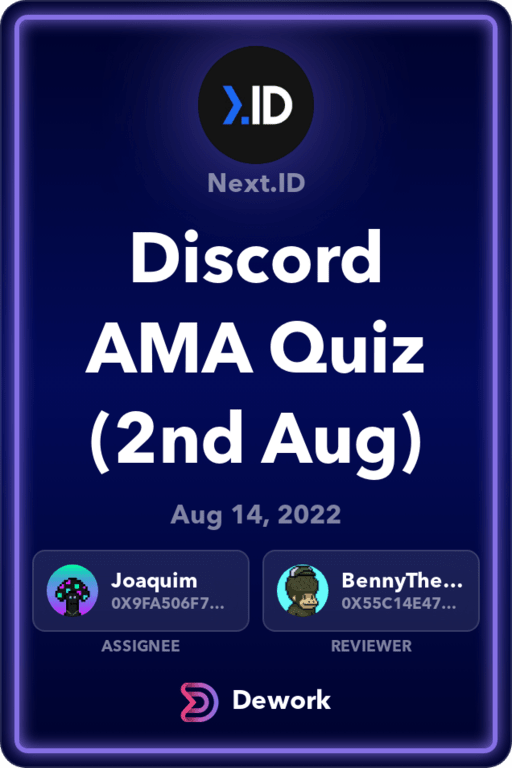 .ID
Next.ID
Discord
AMA Quiz
(2nd Aug)
Aug 14, 2022
Joaquim
0X9FA506F7...
ASSIGNEE
BennyThe...
0X55C14E47...
REVIEWER
Dework